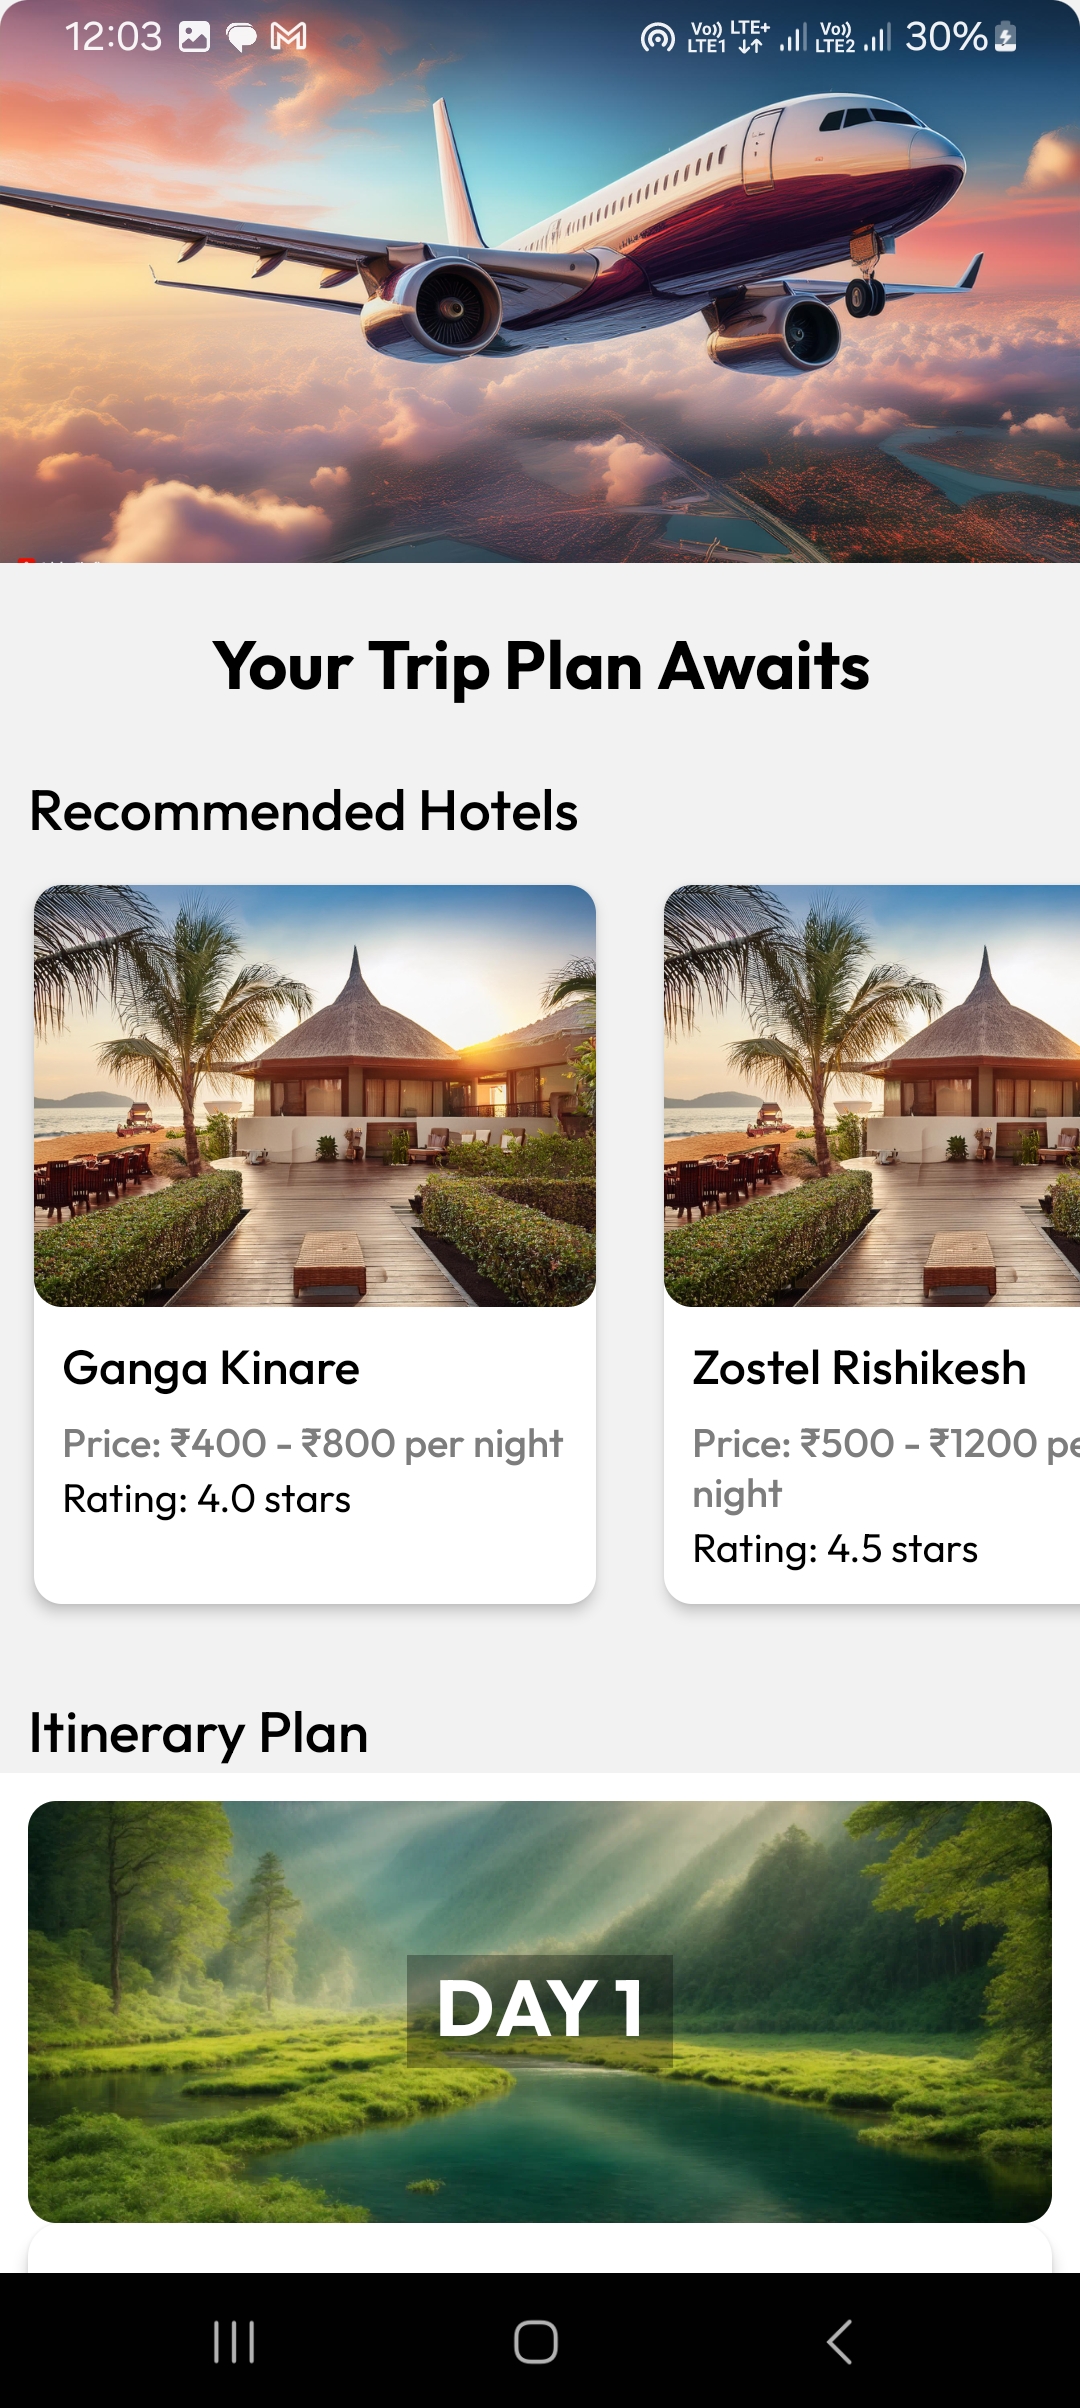 12:03
Vo)) LTE+ Vo)) 30%
LTE1 LTE2
Your Trip Plan Awaits
Recommended Hotels
Ganga Kinare
Price: ₹400 - ₹800 per night
Rating: 4.0 stars
Zostel Rishikesh
Price: ₹500 - ₹1200 pe
night
Rating: 4.5 stars
Itinerary Plan
DAY 1